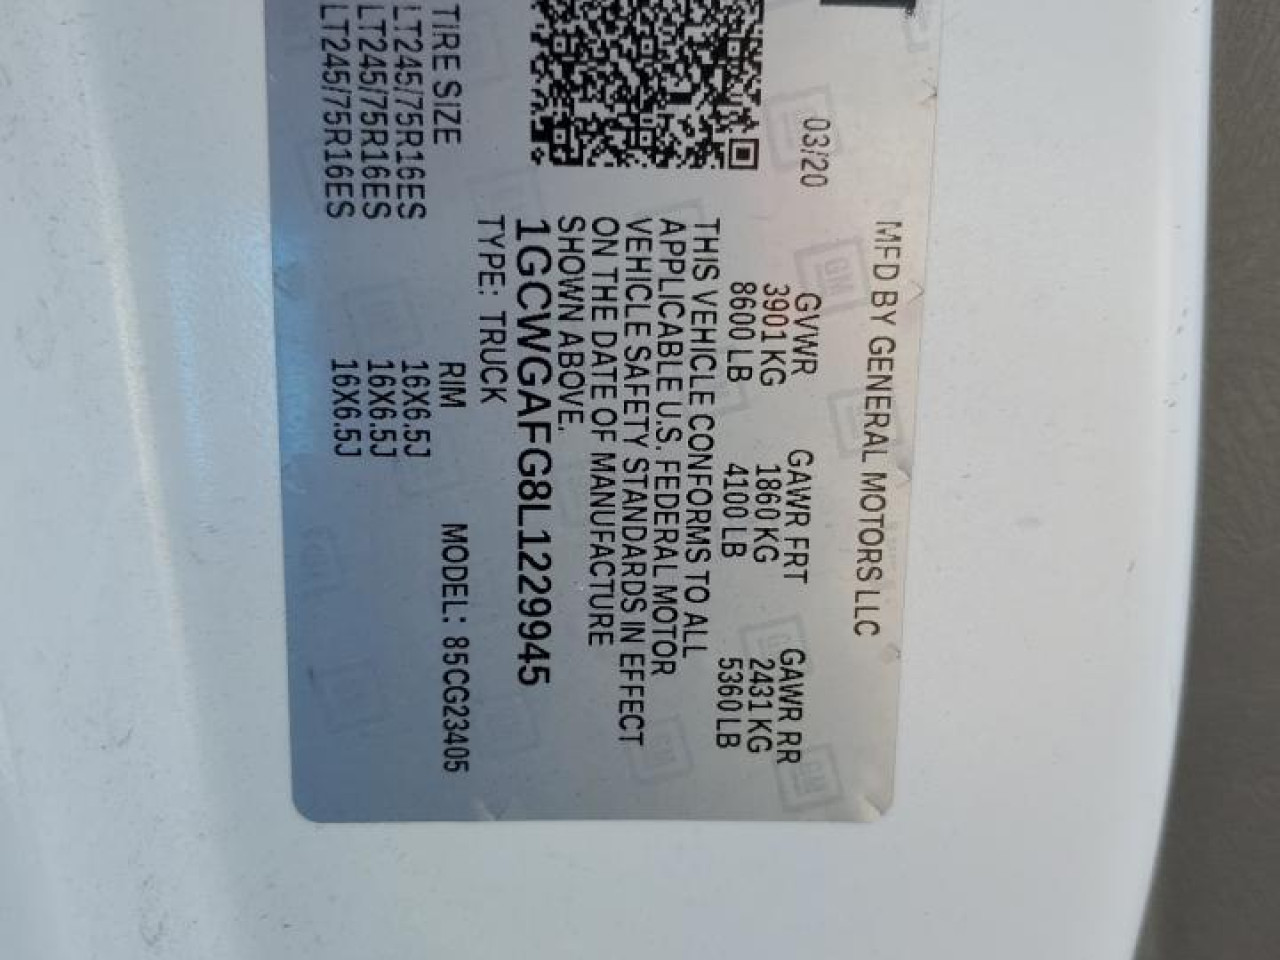 MFD BY GENERAL MOTORS LLC
03/20
GVWR GAWR FRT GAWR RR
3901 KG 1860 KG 2431 KG
8600 LB 4100 LB 5360 LB
THIS VEHICLE CONFORMS TO ALL
APPLICABLE U.S. FEDERAL MOTOR
VEHICLE SAFETY STANDARDS IN EFFECT
ON THE DATE OF MANUFACTURE
SHOWN ABOVE.
1GCWGAFG8L1229945
TYPE: TRUCK MODEL: 85CG23405
TIRE SIZE RIM
LT245/75R16ES 16X6.5J
LT245/75R16ES 16X6.5J
LT245/75R16ES 16X6.5J